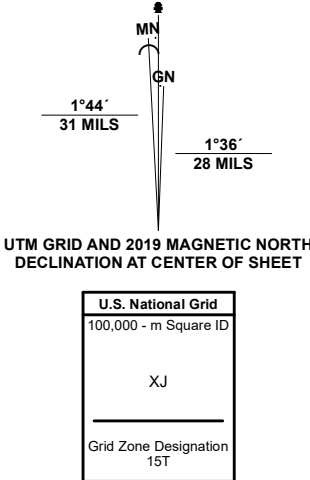 MN
GN
1°44´
31 MILS
1°36´
28 MILS
UTM GRID AND 2019 MAGNETIC NORTH
DECLINATION AT CENTER OF SHEET
U.S. National Grid
100,000 - m Square ID
XJ
Grid Zone Designation
15T